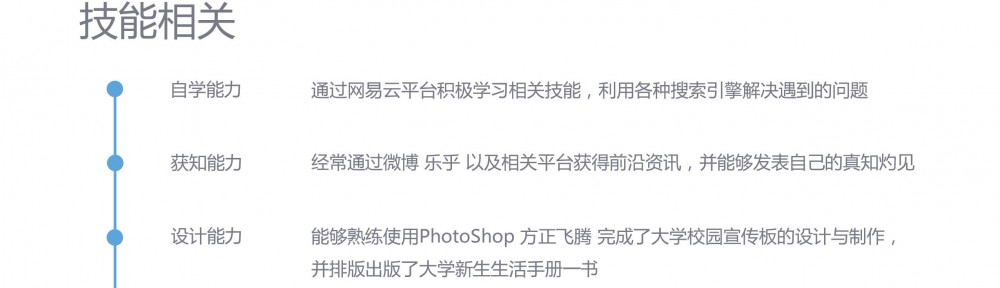 技能相关
自学能力 通过网易云平台积极学习相关技能，利用各种搜索引擎解决遇到的问题
获知能力 经常通过微博 乐乎 以及相关平台获得前沿资讯，并能够发表自己的真知灼见
设计能力 能够熟练使用PhotoShop 方正飞腾 完成了大学校园宣传板的设计与制作，
并排版出版了大学新生生活手册一书